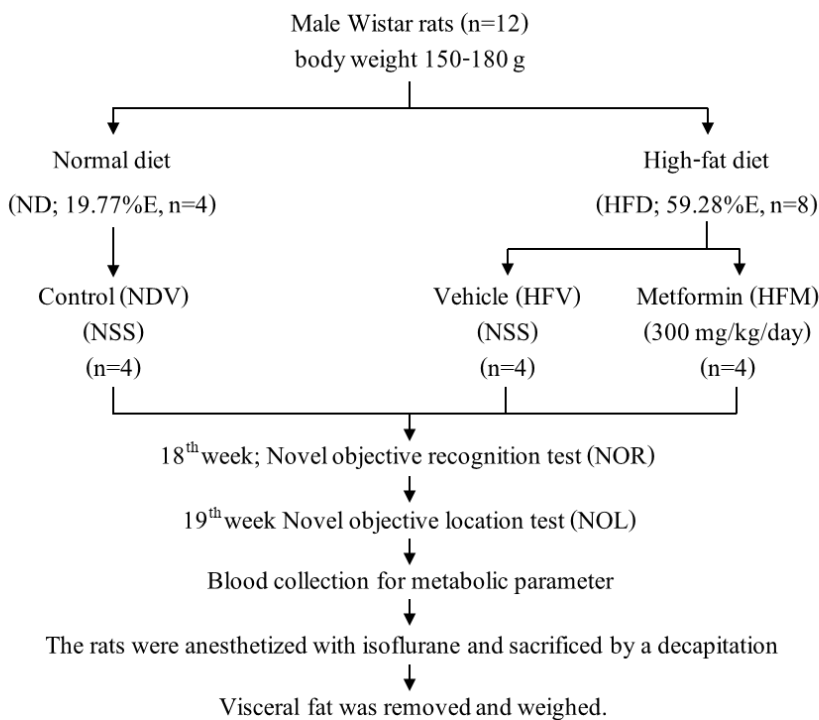 Male Wistar rats (n=12)
body weight 150-180 g
Normal diet
(ND; 19.77%E, n=4)
High-fat diet
(HFD; 59.28%E, n=8)
Control (NDV)
(NSS)
(n=4)
Vehicle (HFV)
(NSS)
(n=4)
Metformin (HFM)
(300 mg/kg/day)
(n=4)
18th week; Novel objective recognition test (NOR)
19th week Novel objective location test (NOL)
Blood collection for metabolic parameter
The rats were anesthetized with isoflurane and sacrificed by a decapitation
Visceral fat was removed and weighed.